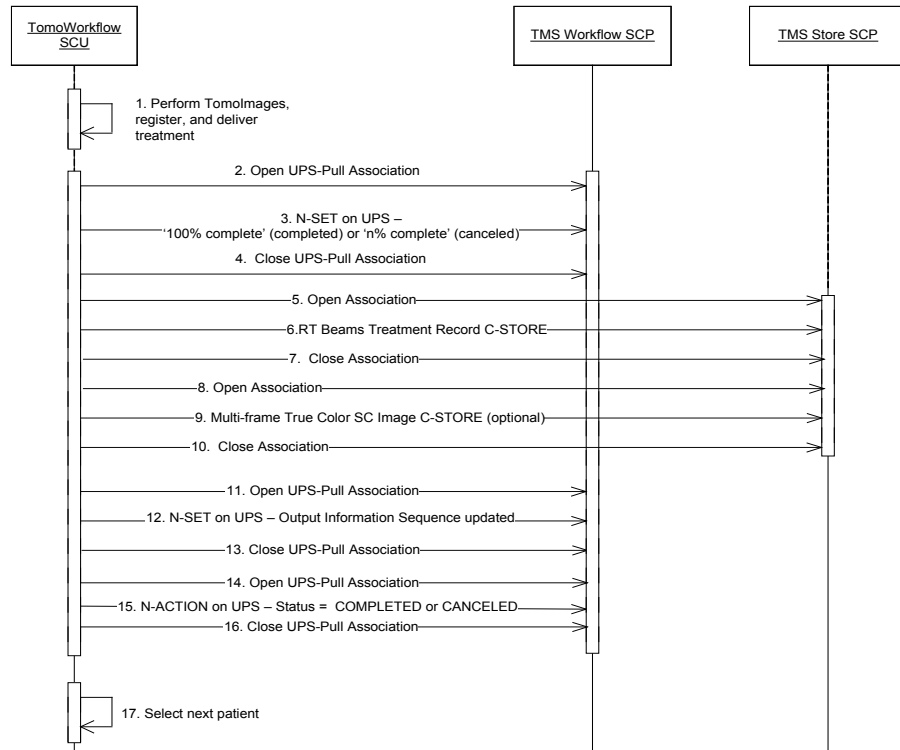 TomoWorkflow
SCU
TMS Workflow SCP
TMS Store SCP
1. Perform TomoImages,
register, and deliver
treatment
2. Open UPS-Pull Association
3. N-SET on UPS –
‘100% complete’ (completed) or ‘n% complete’ (canceled)
4. Close UPS-Pull Association
5. Open Association
6.RT Beams Treatment Record C-STORE
7. Close Association
8. Open Association
9. Multi-frame True Color SC Image C-STORE (optional)
10. Close Association
11. Open UPS-Pull Association
12. N-SET on UPS – Output Information Sequence updated
13. Close UPS-Pull Association
14. Open UPS-Pull Association
15. N-ACTION on UPS – Status = COMPLETED or CANCELED
16. Close UPS-Pull Association
17. Select next patient